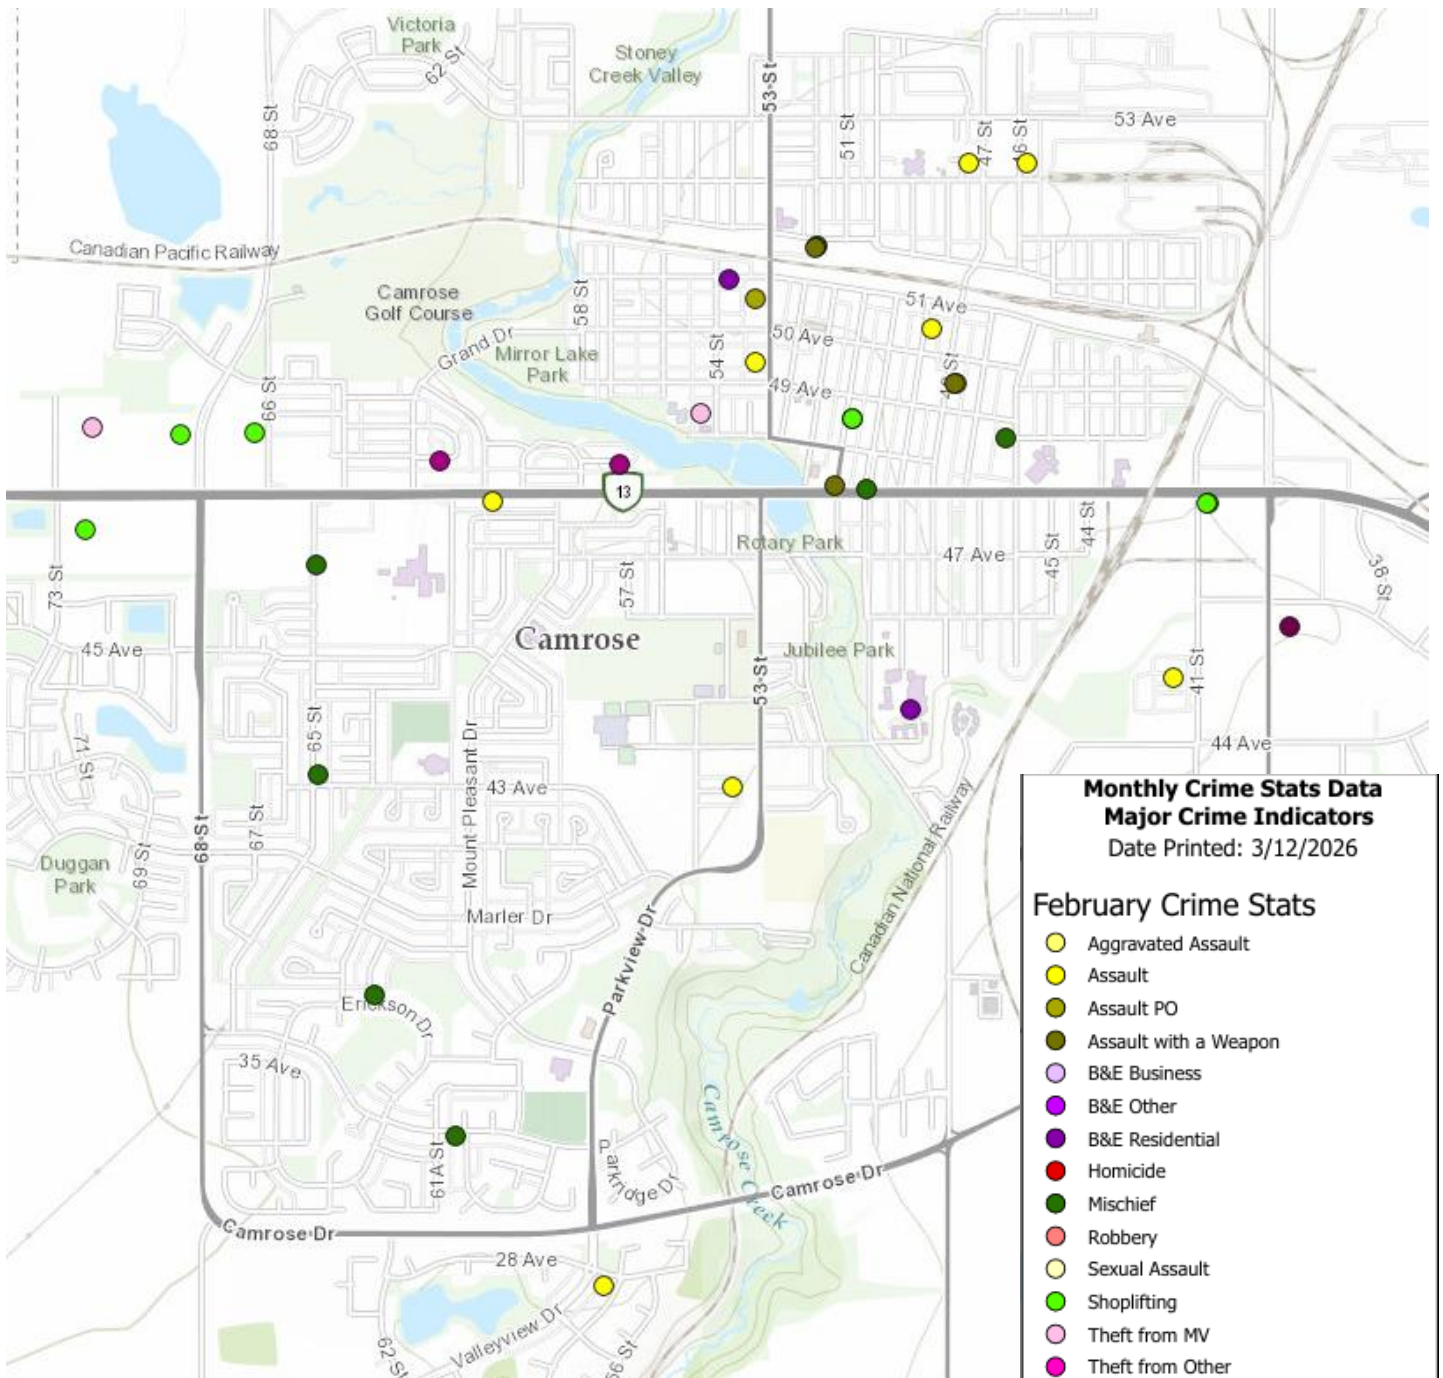 Victoria
Park
62 St
Stoney
Creek Valley
53 St
68 St
51 St
47 St
46 St
53 Ave
Canadian Pacific Railway
Camrose
Golf Course
58 St
51 Ave
Grand Dr
Mirror Lake
Park
54 St
50 Ave
49 Ave
66 St
13
Rotary Park
47 Ave
45 St
44 St
38 St
73 St
57 St
Camrose
45 Ave
Jubilee Park
53 St
41 St
71 St
65 St
44 Ave
Mount Pleasant Dr
43 Ave
68 St
67 St
69 St
Duggan
Park
Marler Dr
Parkview Dr
Canadian National Railway
Erickson Dr
35 Ave
61A St
Parkridge Dr
Camrose Creek
Camrose Dr
Camrose Dr
28 Ave
Valleyview Dr
62 St
56 St
Monthly Crime Stats Data
Major Crime Indicators
Date Printed: 3/12/2026
February Crime Stats
Aggravated Assault
Assault
Assault PO
Assault with a Weapon
B&E Business
B&E Other
B&E Residential
Homicide
Mischief
Robbery
Sexual Assault
Shoplifting
Theft from MV
Theft from Other